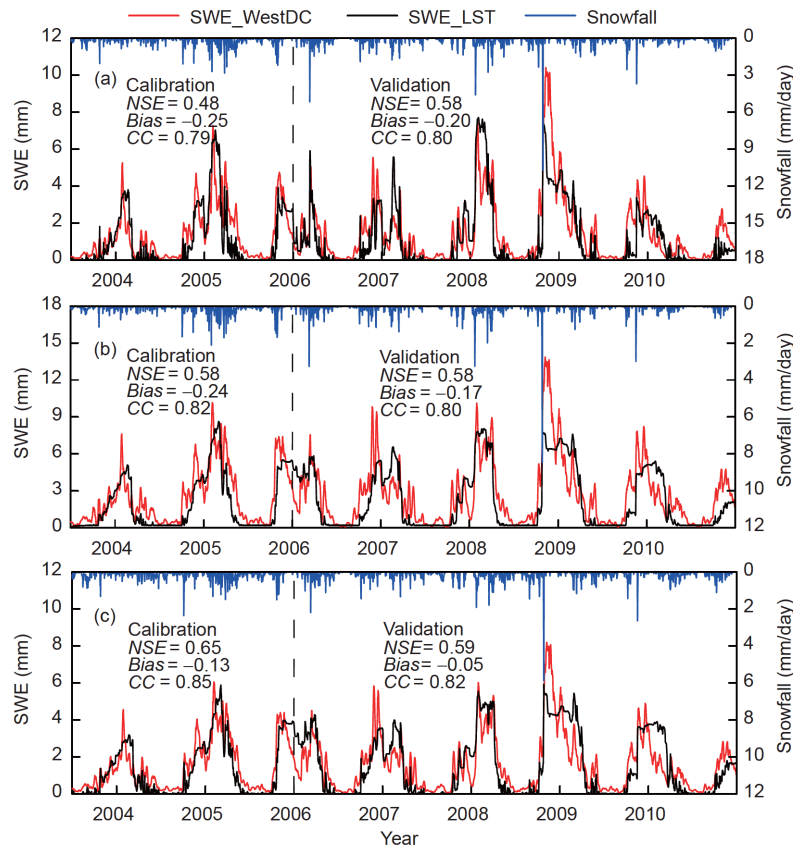 SWE_WestDC SWE_LST Snowfall
12 0
10 3
8 6
6 9
4 12
2 15
0 18
SWE (mm)
Snowfall (mm/day)
(a)
Calibration
NSE = 0.48
Bias = −0.25
CC = 0.79
Validation
NSE = 0.58
Bias = −0.20
CC = 0.80
2004 2005 2006 2007 2008 2009 2010
18 0
15 2
12 4
9 6
6 8
3 10
0 12
SWE (mm)
Snowfall (mm/day)
(b)
Calibration
NSE = 0.58
Bias = −0.24
CC = 0.82
Validation
NSE = 0.58
Bias = −0.17
CC = 0.80
2004 2005 2006 2007 2008 2009 2010
12 0
10 2
8 4
6 6
4 8
2 10
0 12
SWE (mm)
Snowfall (mm/day)
(c)
Calibration
NSE = 0.65
Bias = −0.13
CC = 0.85
Validation
NSE = 0.59
Bias = −0.05
CC = 0.82
2004 2005 2006 2007 2008 2009 2010
Year